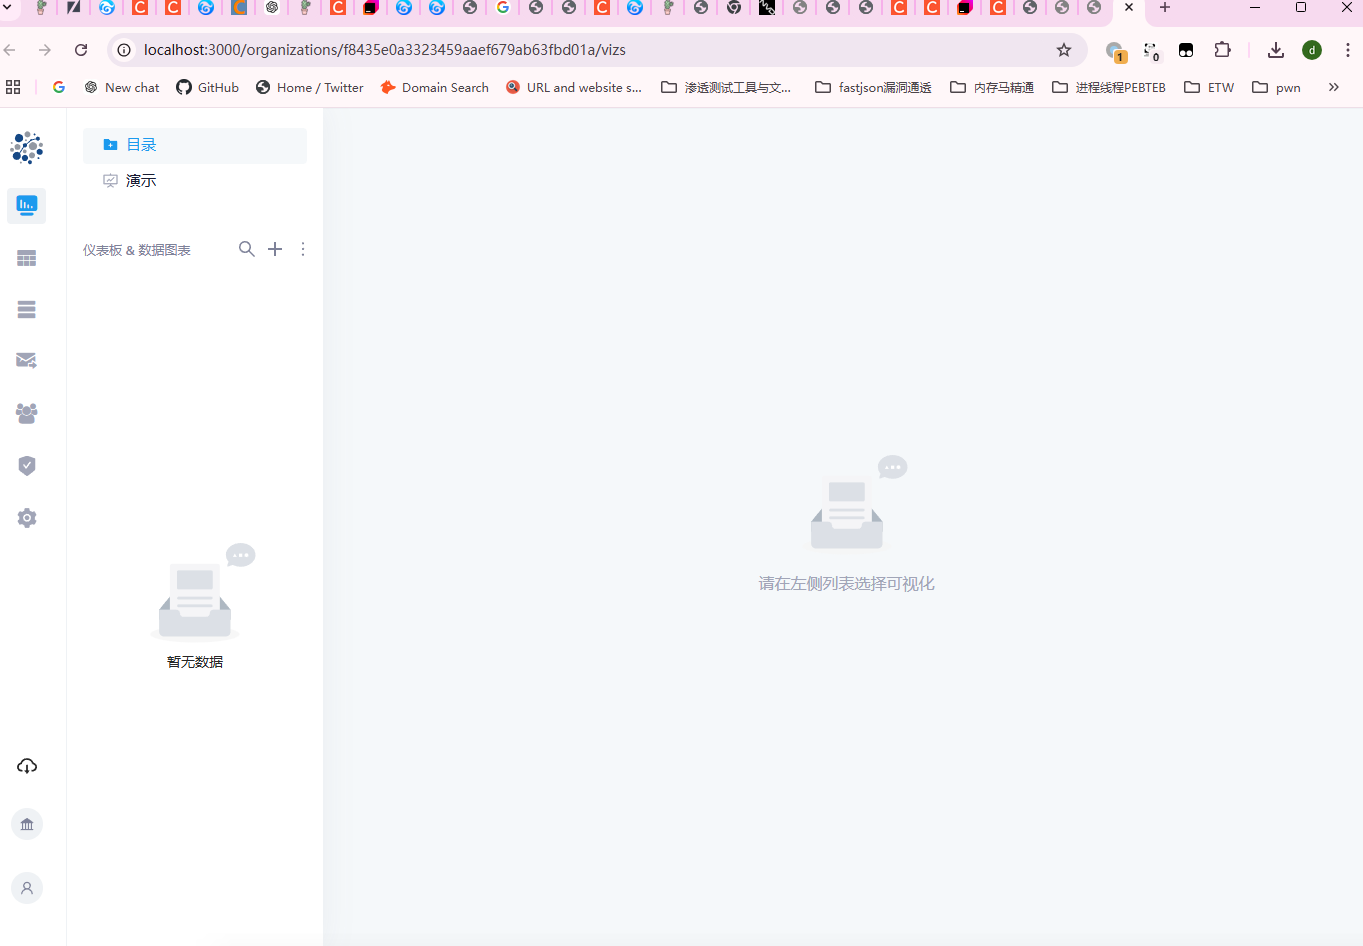 localhost:3000/organizations/f8435e0a3323459aaef679ab63fbd01a/vizs
1
0
d
New chat
GitHub
Home / Twitter
Domain Search
URL and website s...
渗透测试工具与文...
fastjson漏洞通透
内存马精通
进程线程PEBTEB
ETW
pwn
目录
演示
仪表板 & 数据图表
暂无数据
请在左侧列表选择可视化